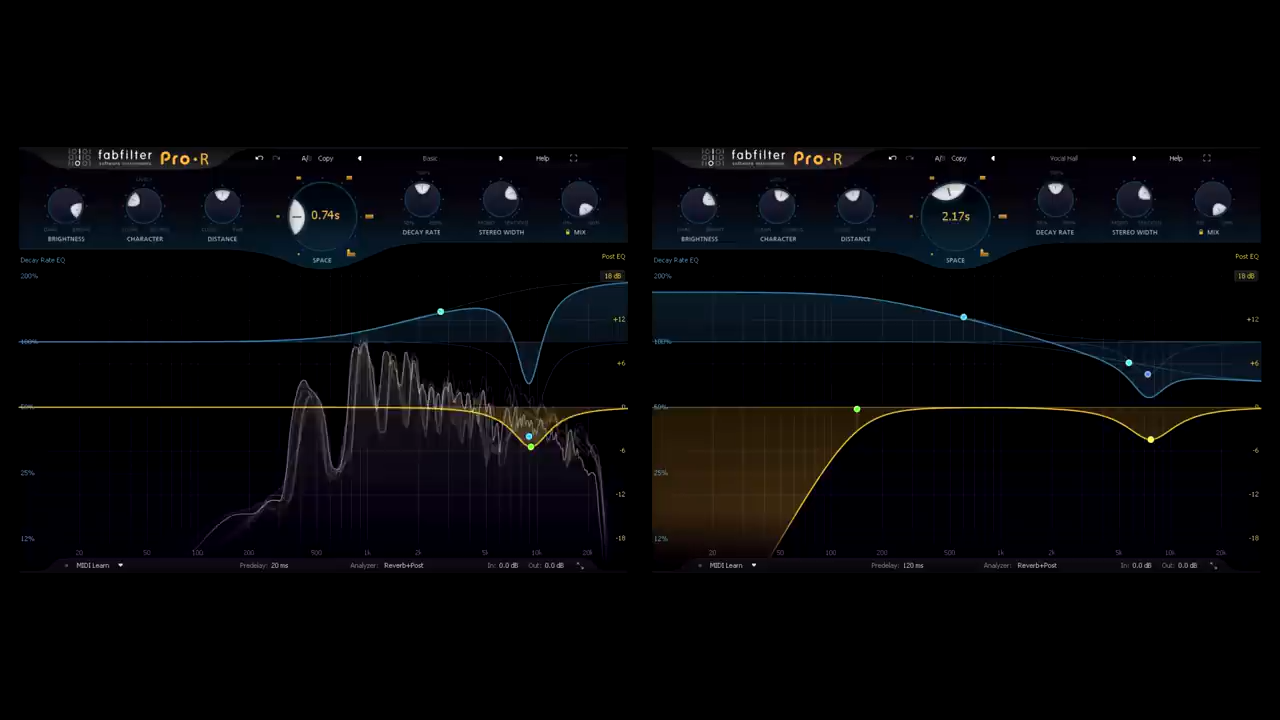 fabfilter Pro·R A/B Copy Basic Help
software instruments
0.74s
BRIGHTNESS CHARACTER DISTANCE DECAY RATE STEREO WIDTH MIX
SPACE
Decay Rate EQ Post EQ
200% 18 dB
+12
100%
+6
50% 0
-6
25%
-12
12% -18
20 50 100 200 500 1k 2k 5k 10k 20k
MIDI Learn Predelay: 20 ms Analyzer: Reverb+Post In: 0.0 dB Out: 0.0 dB
fabfilter Pro·R A/B Copy Vocal Hall Help
software instruments
2.17s
BRIGHTNESS CHARACTER DISTANCE DECAY RATE STEREO WIDTH MIX
SPACE
Decay Rate EQ Post EQ
200% 18 dB
+12
100%
+6
50% 0
-6
25%
-12
12% -18
20 50 100 200 500 1k 2k 5k 10k 20k
MIDI Learn Predelay: 120 ms Analyzer: Reverb+Post In: 0.0 dB Out: 0.0 dB